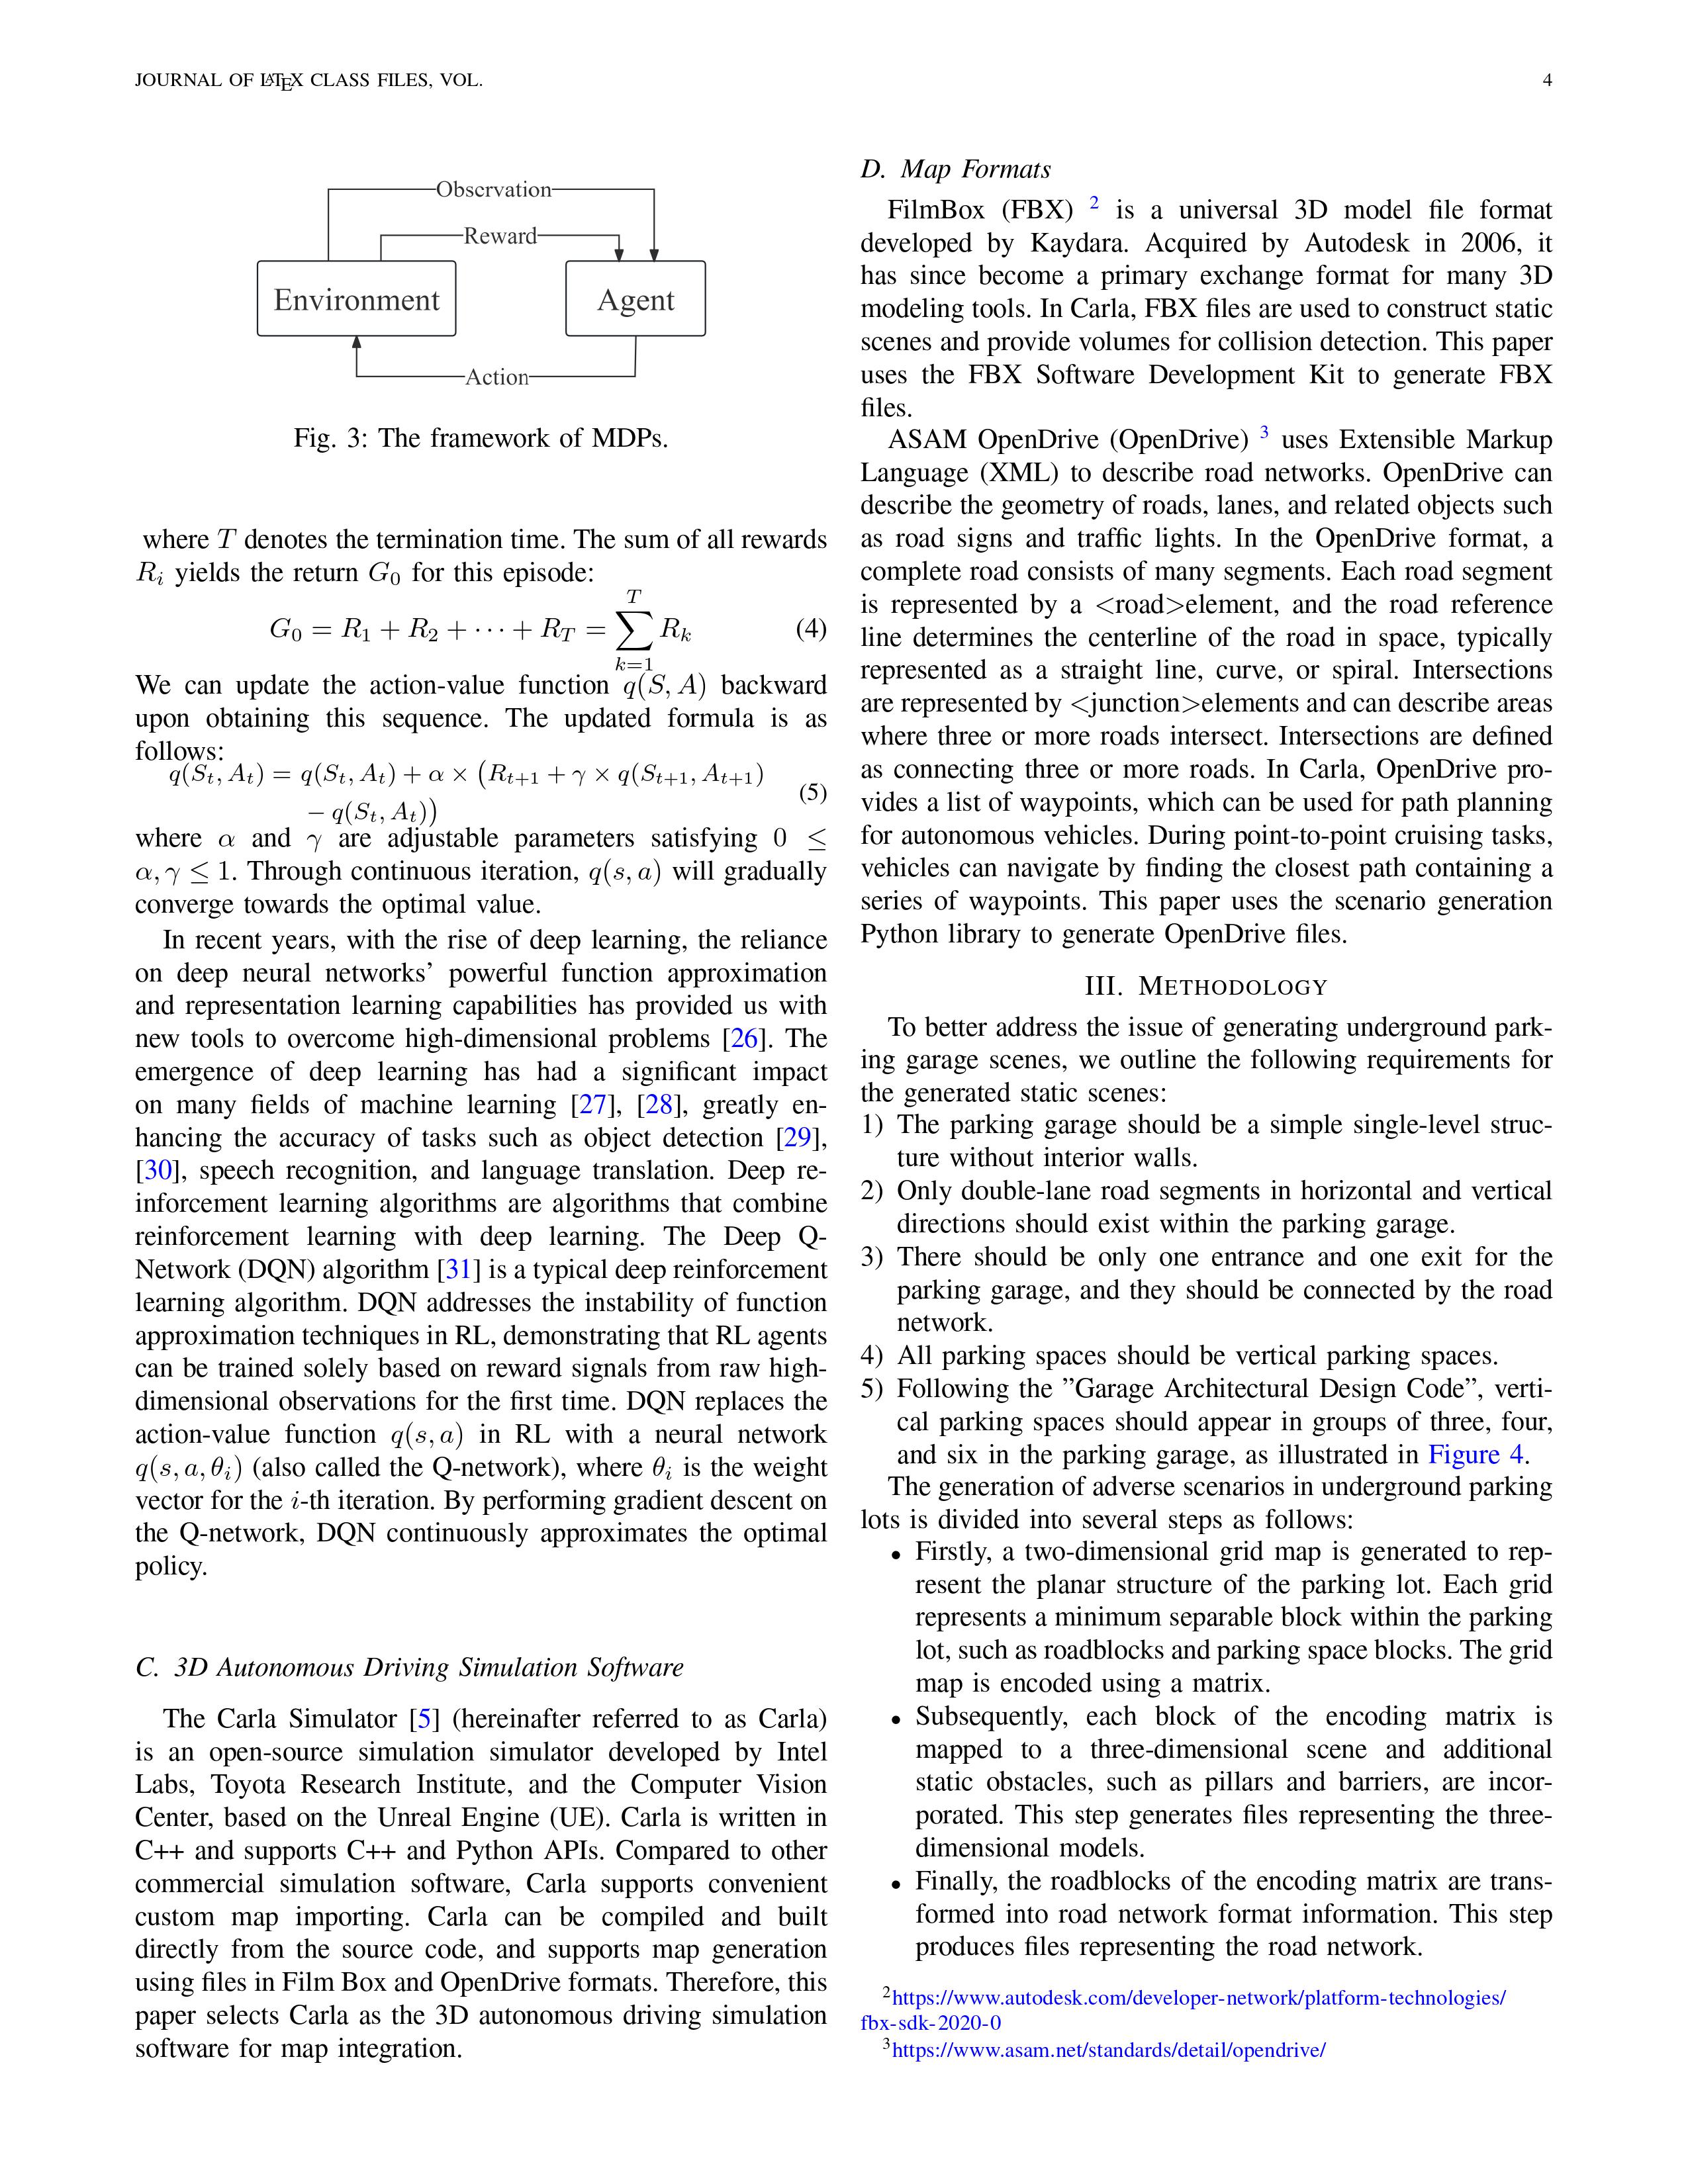 JOURNAL OF LATEX CLASS FILES, VOL.
4
Observation
Reward
Environment
Agent
Action
Fig. 3: The framework of MDPs.
where T denotes the termination time. The sum of all rewards
R_i yields the return G_0 for this episode:
G_0 = R_1 + R_2 + ··· + R_T = ∑_{k=1}^{T} R_k (4)
We can update the action-value function q(S, A) backward
upon obtaining this sequence. The updated formula is as
follows:
q(S_t, A_t) = q(S_t, A_t) + α × (R_{t+1} + γ × q(S_{t+1}, A_{t+1})
− q(S_t, A_t)) (5)
where α and γ are adjustable parameters satisfying 0 ≤
α, γ ≤ 1. Through continuous iteration, q(s, a) will gradually
converge towards the optimal value.
In recent years, with the rise of deep learning, the reliance
on deep neural networks' powerful function approximation
and representation learning capabilities has provided us with
new tools to overcome high-dimensional problems [26]. The
emergence of deep learning has had a significant impact
on many fields of machine learning [27], [28], greatly en-
hancing the accuracy of tasks such as object detection [29],
[30], speech recognition, and language translation. Deep re-
inforcement learning algorithms are algorithms that combine
reinforcement learning with deep learning. The Deep Q-
Network (DQN) algorithm [31] is a typical deep reinforcement
learning algorithm. DQN addresses the instability of function
approximation techniques in RL, demonstrating that RL agents
can be trained solely based on reward signals from raw high-
dimensional observations for the first time. DQN replaces the
action-value function q(s, a) in RL with a neural network
q(s, a, θ_i) (also called the Q-network), where θ_i is the weight
vector for the i-th iteration. By performing gradient descent on
the Q-network, DQN continuously approximates the optimal
policy.
C. 3D Autonomous Driving Simulation Software
The Carla Simulator [5] (hereinafter referred to as Carla)
is an open-source simulation simulator developed by Intel
Labs, Toyota Research Institute, and the Computer Vision
Center, based on the Unreal Engine (UE). Carla is written in
C++ and supports C++ and Python APIs. Compared to other
commercial simulation software, Carla supports convenient
custom map importing. Carla can be compiled and built
directly from the source code, and supports map generation
using files in Film Box and OpenDrive formats. Therefore, this
paper selects Carla as the 3D autonomous driving simulation
software for map integration.
D. Map Formats
FilmBox (FBX) 2 is a universal 3D model file format
developed by Kaydara. Acquired by Autodesk in 2006, it
has since become a primary exchange format for many 3D
modeling tools. In Carla, FBX files are used to construct static
scenes and provide volumes for collision detection. This paper
uses the FBX Software Development Kit to generate FBX
files.
ASAM OpenDrive (OpenDrive) 3 uses Extensible Markup
Language (XML) to describe road networks. OpenDrive can
describe the geometry of roads, lanes, and related objects such
as road signs and traffic lights. In the OpenDrive format, a
complete road consists of many segments. Each road segment
is represented by a <road>element, and the road reference
line determines the centerline of the road in space, typically
represented as a straight line, curve, or spiral. Intersections
are represented by <junction>elements and can describe areas
where three or more roads intersect. Intersections are defined
as connecting three or more roads. In Carla, OpenDrive pro-
vides a list of waypoints, which can be used for path planning
for autonomous vehicles. During point-to-point cruising tasks,
vehicles can navigate by finding the closest path containing a
series of waypoints. This paper uses the scenario generation
Python library to generate OpenDrive files.
III. METHODOLOGY
To better address the issue of generating underground park-
ing garage scenes, we outline the following requirements for
the generated static scenes:
1) The parking garage should be a simple single-level struc-
ture without interior walls.
2) Only double-lane road segments in horizontal and vertical
directions should exist within the parking garage.
3) There should be only one entrance and one exit for the
parking garage, and they should be connected by the road
network.
4) All parking spaces should be vertical parking spaces.
5) Following the ”Garage Architectural Design Code”, verti-
cal parking spaces should appear in groups of three, four,
and six in the parking garage, as illustrated in Figure 4.
The generation of adverse scenarios in underground parking
lots is divided into several steps as follows:
• Firstly, a two-dimensional grid map is generated to rep-
resent the planar structure of the parking lot. Each grid
represents a minimum separable block within the parking
lot, such as roadblocks and parking space blocks. The grid
map is encoded using a matrix.
• Subsequently, each block of the encoding matrix is
mapped to a three-dimensional scene and additional
static obstacles, such as pillars and barriers, are incor-
porated. This step generates files representing the three-
dimensional models.
• Finally, the roadblocks of the encoding matrix are trans-
formed into road network format information. This step
produces files representing the road network.
2 https://www.autodesk.com/developer-network/platform-technologies/
fbx-sdk-2020-0
3 https://www.asam.net/standards/detail/opendrive/